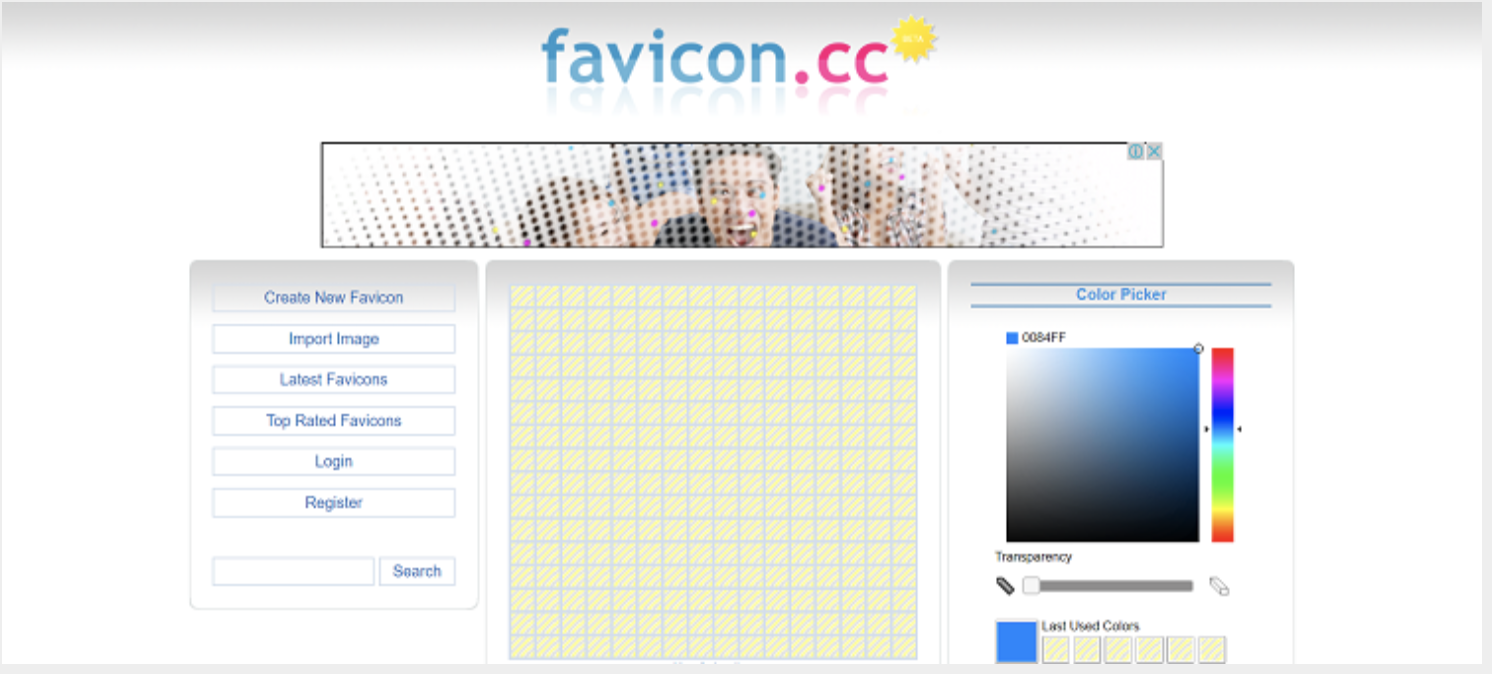 favicon.cc
BETA
Create New Favicon
Import Image
Latest Favicons
Top Rated Favicons
Login
Register
Search
Color Picker
0084FF
Transparency
Last Used Colors